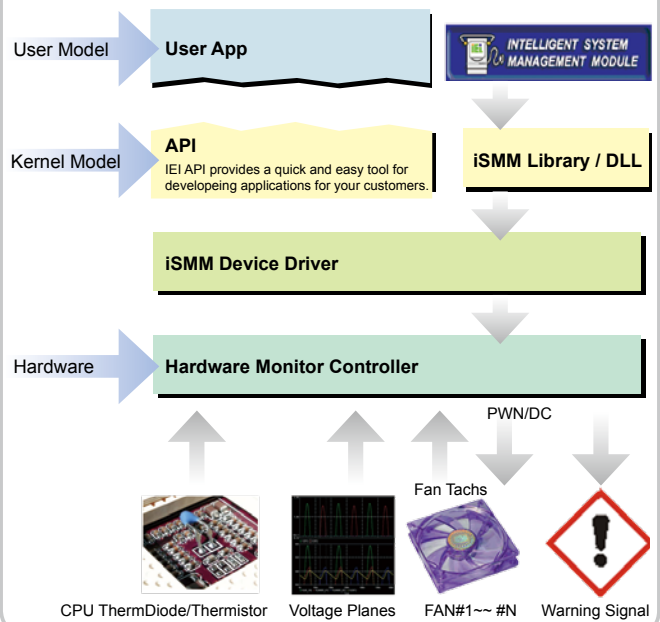 User Model
User App
INTELLIGENT SYSTEM
MANAGEMENT MODULE
Kernel Model
API
IEI API provides a quick and easy tool for
developeing applications for your customers.
iSMM Library / DLL
iSMM Device Driver
Hardware
Hardware Monitor Controller
PWN/DC
Fan Tachs
CPU ThermDiode/Thermistor
Voltage Planes
FAN#1~~ #N
Warning Signal